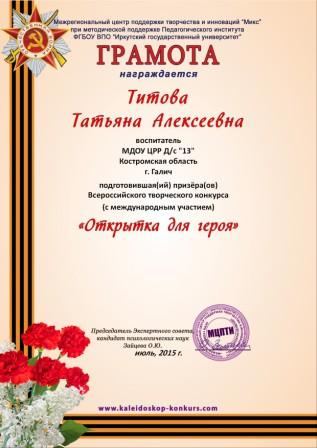 Межрегиональный центр поддержки творчества и инноваций "Микс"
при методической поддержке Педагогического института
ФГБОУ ВПО "Иркутский государственный университет"
ГРАМОТА
награждается
Титова
Татьяна Алексеевна
воспитатель
МДОУ ЦРР Д/с "13"
Костромская область
г. Галич
подготовившая(ий) призёра(ов)
Всероссийского творческого конкурса
(с международным участием)
«Открытка для героя»
Председатель Экспертного совета,
кандидат психологических наук
Зайцева О.Ю.
июль, 2015 г.
МЦПТИ
www.kaleidoskop-konkurs.com